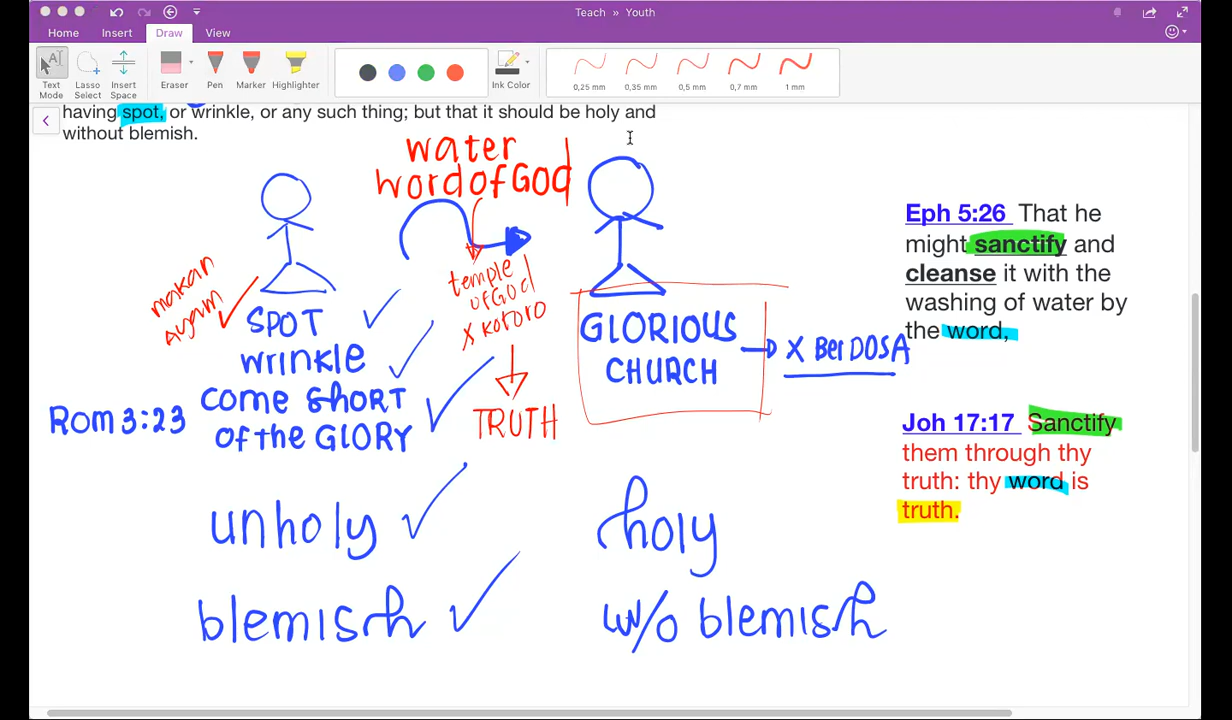 Teach » Youth
Home Insert Draw View
Text Mode
Lasso Select
Insert Space
Eraser
Pen
Marker
Highlighter
Ink Color
0,25 mm
0,35 mm
0,5 mm
0,7 mm
1 mm
having spot, or wrinkle, or any such thing; but that it should be holy and
without blemish.
water
word of GOD
makan
Ayam
temple
of GOD
x kotoro
TRUTH
SPOT
wrinkle
come short
of the GLORY
Rom 3:23
unholy
blemish
GLORIOUS
CHURCH
x Ber DOSA
holy
w/o blemish
Eph 5:26 That he
might sanctify and
cleanse it with the
washing of water by
the word,
Joh 17:17 Sanctify
them through thy
truth: thy word is
truth.